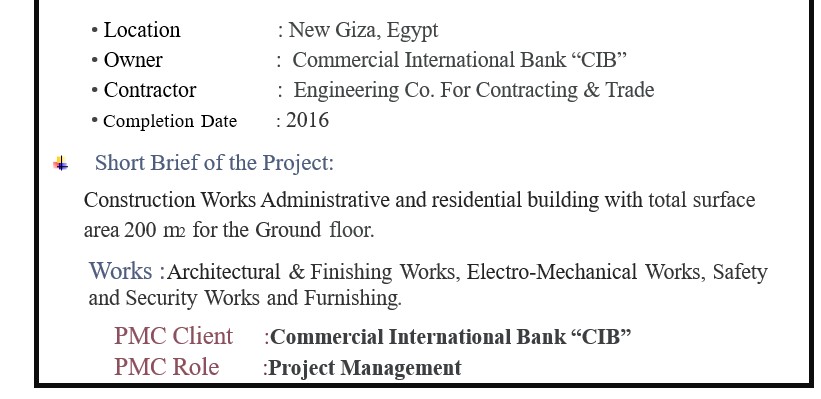 • Location : New Giza, Egypt
• Owner : Commercial International Bank “CIB”
• Contractor : Engineering Co. For Contracting & Trade
• Completion Date : 2016
Short Brief of the Project:
Construction Works Administrative and residential building with total surface
area 200 m2 for the Ground floor.
Works :Architectural & Finishing Works, Electro-Mechanical Works, Safety
and Security Works and Furnishing.
PMC Client :Commercial International Bank “CIB”
PMC Role :Project Management